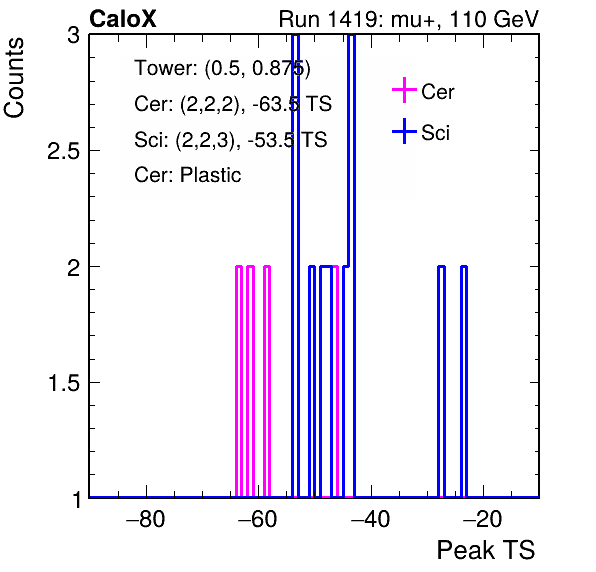 CaloX Run 1419: mu+, 110 GeV
Counts
3
2.5
2
1.5
1
Tower: (0.5, 0.875)
Cer: (2,2,2), -63.5 TS
Sci: (2,2,3), -53.5 TS
Cer: Plastic
Cer
Sci
−80 −60 −40 −20
Peak TS